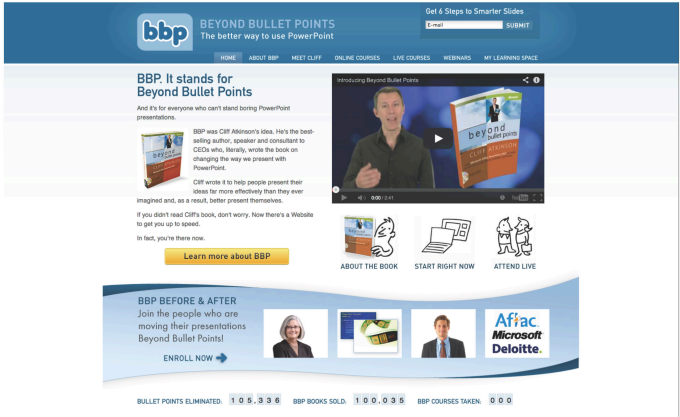 bbp
BEYOND BULLET POINTS
The better way to use PowerPoint
Get 6 Steps to Smarter Slides
E-mail
SUBMIT
HOME ABOUT BBP MEET CLIFF ONLINE COURSES LIVE COURSES WEBINARS MY LEARNING SPACE
BBP. It stands for
Beyond Bullet Points
And it's for everyone who can't stand boring PowerPoint
presentations.
BBP was Cliff Atkinson's idea. He's the best-
selling author, speaker and consultant to
CEOs who, literally, wrote the book on
changing the way we present with
PowerPoint.
Cliff wrote it to help people present their
ideas far more effectively than they ever
imagined and, as a result, better present themselves.
If you didn't read Cliff's book, don't worry. Now there's a Website
to get you up to speed.
In fact, you're there now.
Learn more about BBP
Introducing Beyond Bullet Points
beyond
bullet points
CLIFF ATKINSON
0:00 / 2:41
YouTube
ABOUT THE BOOK START RIGHT NOW ATTEND LIVE
BBP BEFORE & AFTER
Join the people who are
moving their presentations
Beyond Bullet Points!
ENROLL NOW
Aflac
Microsoft
Deloitte.
BULLET POINTS ELIMINATED: 105,336 BBP BOOKS SOLD: 100,035 BBP COURSES TAKEN: 000